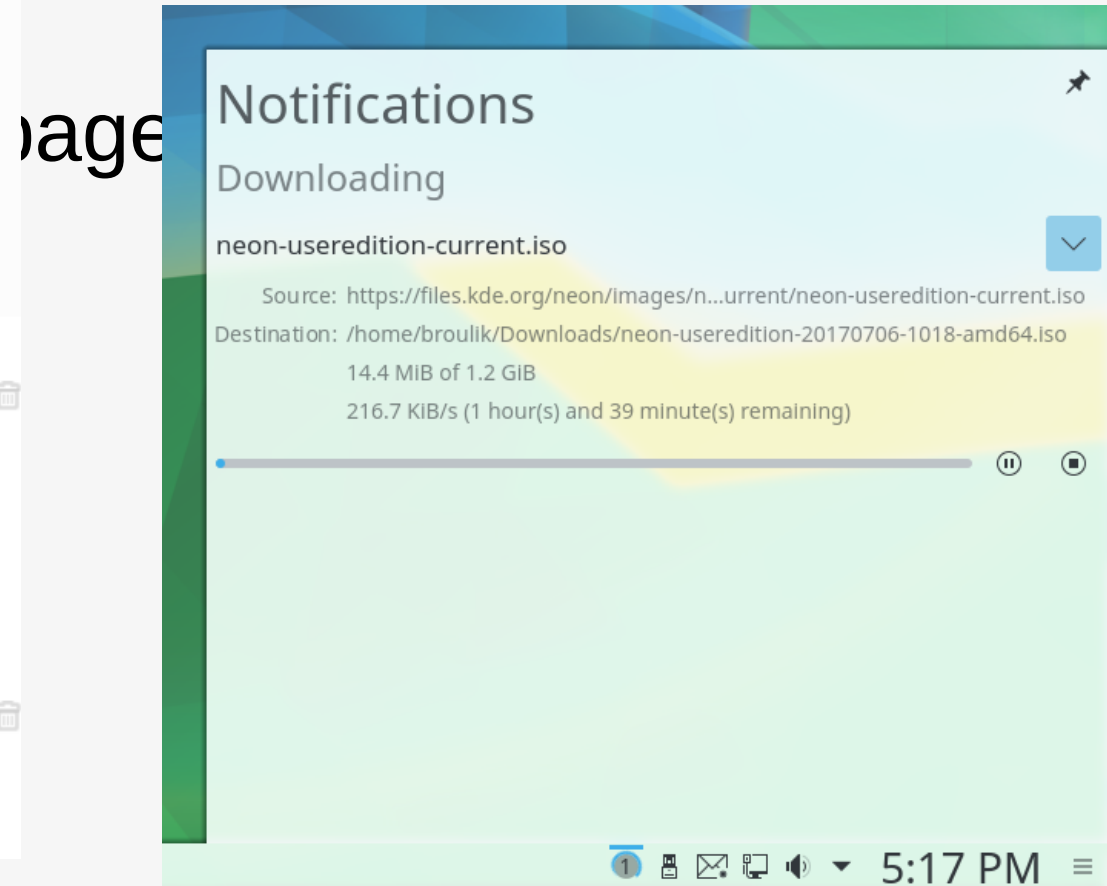 page
Notifications
Downloading
neon-useredition-current.iso
Source: https://files.kde.org/neon/images/n...urrent/neon-useredition-current.iso
Destination: /home/broulik/Downloads/neon-useredition-20170706-1018-amd64.iso
14.4 MiB of 1.2 GiB
216.7 KiB/s (1 hour(s) and 39 minute(s) remaining)
1
5:17 PM